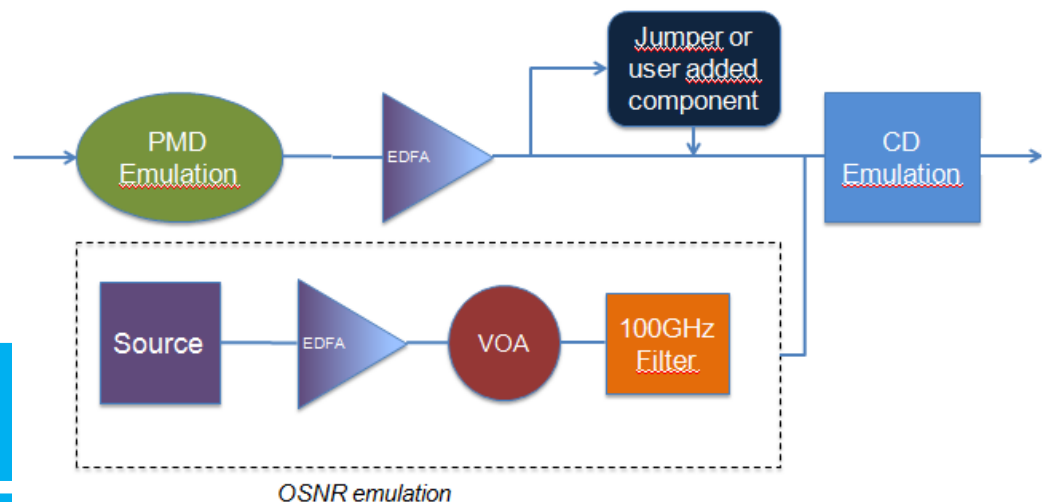 Jumper or
user added
component
PMD
Emulation
EDFA
CD
Emulation
Source
EDFA
VOA
100GHz
Filter
OSNR emulation